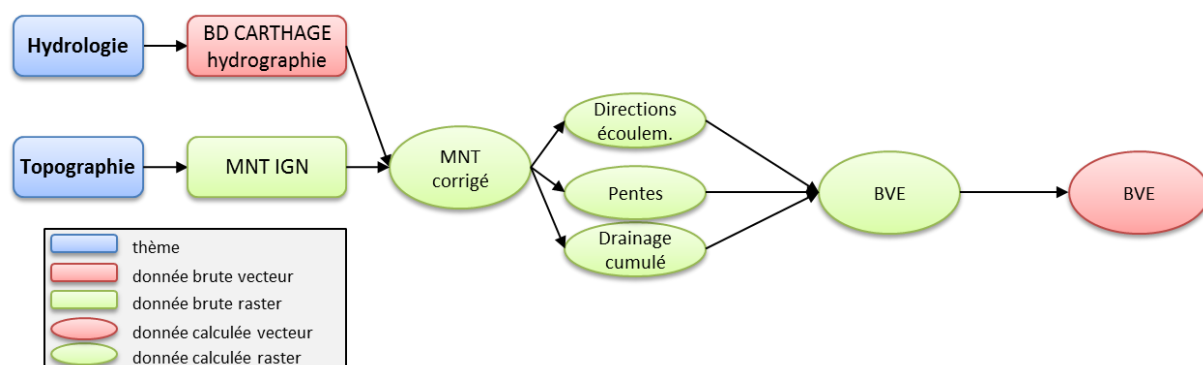 Hydrologie
BD CARTHAGE
hydrographie
Topographie
MNT IGN
MNT
corrigé
Directions
écoulem.
Pentes
Drainage
cumulé
BVE
BVE
thème
donnée brute vecteur
donnée brute raster
donnée calculée vecteur
donnée calculée raster